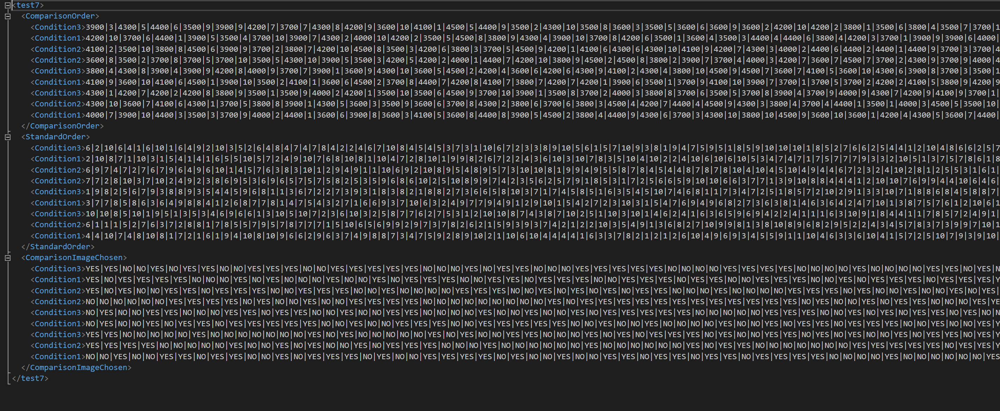 <test7>
<ComparisonOrder>
<Condition3>3900|3|4300|5|4400|6|3500|9|3900|9|4200|7|3700|7|4300|8|4200|9|3600|10|4100|1|4500|5|4400|9|3500|2|4300|10|3500|8|3600|3|3500|5|3600|6|3600|9|3600|2|4200|10|4200|2|3800|1|3500|6|3800|4|3500|7|3700|1
<Condition1>4200|10|3700|6|4400|1|3900|5|3500|4|3700|10|3900|7|4300|2|4000|10|4200|2|3500|5|4500|8|3800|9|4300|4|3900|10|3700|8|4200|6|3500|1|3600|4|3500|3|4400|4|4400|6|3800|4|4200|3|3700|1|3900|9|3900|6|4000|
<Condition2>4100|2|3500|10|3800|8|4500|6|3900|9|3700|2|3800|7|4200|10|4500|8|3500|3|4200|6|3800|3|3700|5|4500|9|4200|1|4100|6|4300|6|4300|10|4100|9|4200|7|4300|3|4000|2|4400|6|4400|2|4400|1|4400|9|3700|3|3700|4
<Condition2>3600|8|3500|2|3700|8|3700|5|3700|10|3500|5|4300|10|3900|5|3500|3|4200|5|4200|2|4000|1|4400|7|4200|10|3800|9|4500|2|4500|8|3800|2|3900|7|3700|4|4000|3|4200|7|3600|7|4500|7|3700|2|4300|9|3700|9|4000|4
<Condition3>3800|4|4300|8|3900|4|3900|9|4200|8|4000|9|3700|7|3900|1|3600|9|4300|10|3600|5|4500|2|4200|4|3600|6|4200|6|4300|9|4100|2|4300|4|3800|10|4500|9|4500|7|3600|7|4100|5|3600|10|4300|6|3900|8|3700|3|3500|1
<Condition1>4100|9|3600|10|4100|6|4500|1|3900|10|3500|2|4100|1|3600|6|4500|2|3700|8|4400|7|4200|8|4100|7|3800|7|4200|7|4200|1|3900|6|3500|1|3700|9|4100|10|3900|7|3700|1|3700|5|3700|2|4200|2|4100|5|3800|9|4200|9
<Condition3>4300|1|4200|7|4200|2|4200|8|3800|9|3500|1|3500|9|4000|2|4200|1|3500|10|3500|6|4500|9|3700|10|3900|1|3500|8|3700|2|4000|3|3800|8|3700|6|3500|5|3700|8|3900|4|3700|9|4000|9|4300|7|4200|9|4100|9|3700|1|
<Condition2>4300|10|3600|7|4100|6|4300|1|3700|5|3800|8|3900|1|4300|5|3600|3|3500|9|3600|6|3700|8|4300|2|3800|6|3700|6|3800|3|4500|4|4200|7|4400|4|4500|9|4300|3|3800|4|3700|4|4400|1|3500|1|4000|3|4500|5|3500|10|
<Condition1>4000|7|3900|10|4400|3|3500|3|3700|9|4000|2|4400|1|3600|6|3900|8|3600|3|4100|5|3600|8|4400|8|3900|5|4500|2|3800|4|4400|9|4300|6|3700|3|4300|10|3800|10|4500|9|3600|10|3600|1|4200|4|4300|5|3600|7|4400|
</ComparisonOrder>
<StandardOrder>
<Condition3>6|2|10|6|4|1|6|10|1|6|4|9|2|10|3|5|2|6|4|8|4|7|4|7|8|4|2|2|4|6|7|10|8|4|5|4|5|3|7|3|1|10|6|7|2|3|3|8|9|10|5|6|1|5|7|10|9|3|8|1|9|4|7|5|9|5|1|8|5|9|10|10|10|1|8|5|2|7|6|6|2|5|4|4|1|2|10|4|8|6|6|2|5|7
<Condition1>2|10|8|7|1|10|3|1|5|4|1|4|1|6|5|5|10|5|7|2|4|9|10|7|6|8|10|8|1|10|4|7|2|8|10|1|9|9|8|2|6|7|2|2|4|3|6|10|3|10|7|8|3|5|10|4|10|2|2|4|10|6|10|6|10|5|3|4|7|4|7|1|7|5|7|7|7|9|3|3|2|10|5|1|3|7|5|7|8|6|1|8
<Condition2>6|9|7|4|7|2|7|6|7|9|6|4|9|6|10|1|4|5|7|6|3|8|3|10|1|2|9|4|9|1|1|10|6|9|2|10|8|9|5|4|8|9|5|7|3|10|10|8|1|9|9|4|9|5|5|8|7|8|4|5|4|4|8|7|8|7|8|10|4|10|4|5|10|4|9|4|4|6|7|2|3|2|4|10|2|8|1|2|5|5|3|1|6|1|
<Condition2>7|7|2|8|10|3|7|10|2|4|9|2|3|8|6|9|5|3|6|9|6|5|7|5|7|5|8|2|5|3|5|9|6|8|6|10|2|5|10|8|9|9|7|4|2|3|5|6|2|5|7|9|1|8|5|3|1|7|2|5|6|6|5|9|10|10|6|6|3|7|7|1|3|9|10|8|8|4|4|4|1|2|10|10|7|6|9|9|4|4|10|6|4|6|
<Condition3>1|9|8|2|5|6|7|9|3|8|8|9|3|5|4|4|5|9|6|8|1|1|3|6|7|2|2|7|3|9|3|1|8|3|8|2|1|8|8|2|7|3|6|6|5|8|10|3|7|1|7|4|5|8|5|1|6|3|5|4|5|10|7|4|6|8|1|1|7|3|4|7|2|5|1|8|5|7|2|10|2|9|1|3|3|10|7|1|8|8|6|8|4|5|8|8|7|
<Condition1>3|7|7|8|5|8|6|3|6|4|9|8|8|4|1|2|6|8|7|7|8|1|4|7|5|4|3|2|7|1|6|6|9|3|7|10|6|3|2|4|9|7|7|9|4|9|1|2|9|10|1|5|4|2|7|2|3|10|3|1|5|4|7|6|9|4|9|6|8|2|7|3|6|3|8|1|4|6|3|6|4|2|4|7|10|1|3|8|7|5|7|6|1|2|10|6|1
<Condition3>10|10|8|5|10|1|9|5|1|3|5|3|4|6|9|6|6|1|3|10|5|10|7|2|3|6|10|3|2|5|8|7|7|6|2|7|5|3|1|2|10|10|8|7|4|3|8|7|10|2|5|1|10|3|10|1|4|6|2|4|1|6|3|6|5|9|6|9|4|2|2|4|1|1|1|6|3|10|9|1|8|4|4|1|1|7|8|5|7|2|4|9|1|
<Condition2>6|1|1|1|5|2|7|6|3|7|2|8|8|1|7|8|5|5|7|9|5|7|8|7|7|7|1|5|10|6|5|6|9|9|2|9|7|3|7|8|2|6|2|1|5|9|3|9|3|7|4|2|1|2|2|10|3|5|4|9|1|3|6|8|2|7|10|9|9|8|1|3|8|10|8|9|6|8|2|9|5|2|2|4|3|4|5|7|8|3|7|3|9|9|7|10|1
<Condition1>4|4|10|7|4|8|10|8|1|7|2|1|6|1|9|4|10|8|10|9|6|6|2|9|6|3|7|4|9|8|8|7|3|4|7|5|9|2|8|9|10|2|1|10|6|10|4|4|4|4|1|6|3|3|7|8|2|1|2|1|2|6|10|4|9|6|9|3|4|5|5|9|1|1|10|4|6|3|3|6|10|4|1|5|7|2|5|10|7|9|3|9|10|
</StandardOrder>
<ComparisonImageChosen>
<Condition3>YES|YES|NO|NO|YES|NO|YES|YES|NO|NO|YES|YES|YES|NO|NO|YES|YES|YES|YES|YES|NO|NO|NO|YES|NO|YES|YES|NO|NO|NO|YES|YES|YES|YES|YES|NO|NO|NO|NO|YES|YES|YES|YES|NO|NO|NO|NO|YES|NO|NO|NO|NO|YES|YES|NO|YES|N
<Condition1>YES|NO|YES|YES|YES|YES|NO|NO|NO|YES|NO|YES|NO|NO|NO|YES|NO|NO|YES|NO|YES|YES|YES|NO|NO|YES|YES|NO|YES|YES|YES|NO|NO|YES|YES|YES|NO|YES|YES|NO|NO|YES|YES|YES|NO|NO|YES|NO|YES|YES|YES|NO|YES|YES|YES|Y
<Condition2>YES|NO|YES|NO|NO|YES|YES|NO|YES|YES|YES|NO|NO|YES|YES|YES|NO|NO|YES|NO|NO|NO|NO|YES|YES|YES|NO|NO|YES|NO|YES|NO|YES|NO|YES|YES|NO|NO|NO|YES|NO|NO|NO|NO|YES|YES|YES|NO|YES|NO|NO|YES|NO|NO|YES|NO|YES|
<Condition2>NO|NO|NO|NO|NO|NO|YES|YES|YES|YES|NO|YES|NO|NO|YES|NO|NO|YES|YES|YES|YES|NO|NO|NO|NO|NO|NO|NO|NO|NO|YES|NO|YES|YES|YES|YES|YES|YES|YES|YES|YES|YES|YES|YES|NO|YES|NO|NO|YES|NO|YES|YES|NO|NO|NO|YES|YE
<Condition3>NO|YES|NO|NO|YES|YES|NO|NO|NO|YES|YES|NO|YES|YES|NO|NO|YES|NO|NO|YES|YES|NO|NO|NO|NO|YES|NO|NO|YES|NO|NO|YES|NO|YES|YES|YES|YES|YES|NO|NO|NO|NO|NO|YES|YES|YES|NO|NO|YES|NO|YES|YES|NO|YES|YES|NO|N
<Condition1>NO|YES|NO|NO|YES|NO|YES|YES|NO|YES|YES|YES|YES|YES|NO|NO|YES|NO|NO|YES|YES|YES|NO|NO|YES|YES|YES|YES|YES|NO|NO|YES|NO|NO|YES|NO|NO|NO|NO|YES|NO|NO|YES|NO|YES|YES|NO|YES|YES|YES|NO|NO|YES|NO|NO|YES|Y
<Condition3>YES|YES|NO|NO|NO|NO|NO|YES|NO|NO|NO|NO|NO|NO|NO|YES|NO|YES|NO|NO|NO|NO|NO|YES|NO|YES|NO|NO|YES|YES|NO|NO|NO|YES|NO|YES|NO|YES|YES|YES|NO|YES|NO|YES|YES|NO|YES|NO|NO|YES|NO|YES|YES|NO|YES|Y
<Condition2>YES|YES|YES|YES|NO|NO|NO|NO|NO|YES|NO|NO|YES|NO|YES|NO|NO|YES|NO|YES|YES|YES|NO|NO|NO|YES|NO|NO|NO|NO|NO|NO|YES|NO|NO|NO|NO|NO|NO|YES|NO|YES|YES|NO|NO|NO|NO|NO|NO|NO|YES|YES|YES|YES|YES|NO|YES|YES|Y
<Condition1>NO|NO|YES|NO|NO|YES|YES|NO|YES|YES|NO|NO|YES|NO|YES|YES|YES|NO|YES|NO|NO|YES|YES|YES|YES|NO|YES|NO|NO|YES|NO|NO|YES|YES|NO|YES|YES|NO|YES|YES|NO|YES|YES|YES|YES|NO|NO|NO|NO|YES|NO|NO|NO|NO|NO|YES
</ComparisonImageChosen>
</test7>